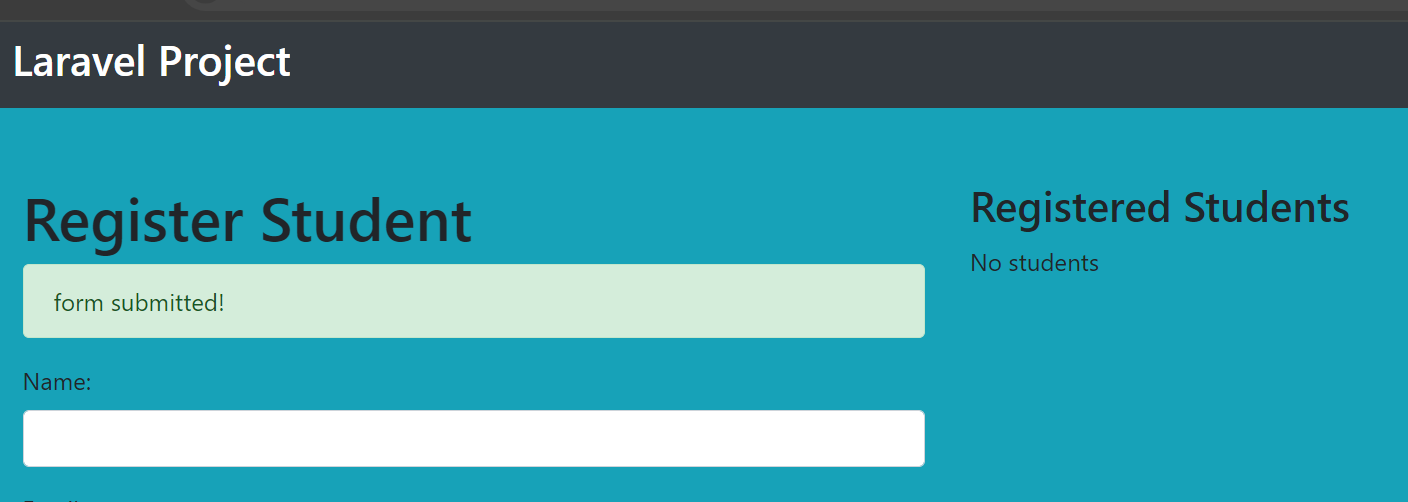 Laravel Project
Register Student
form submitted!
Name:
Registered Students
No students